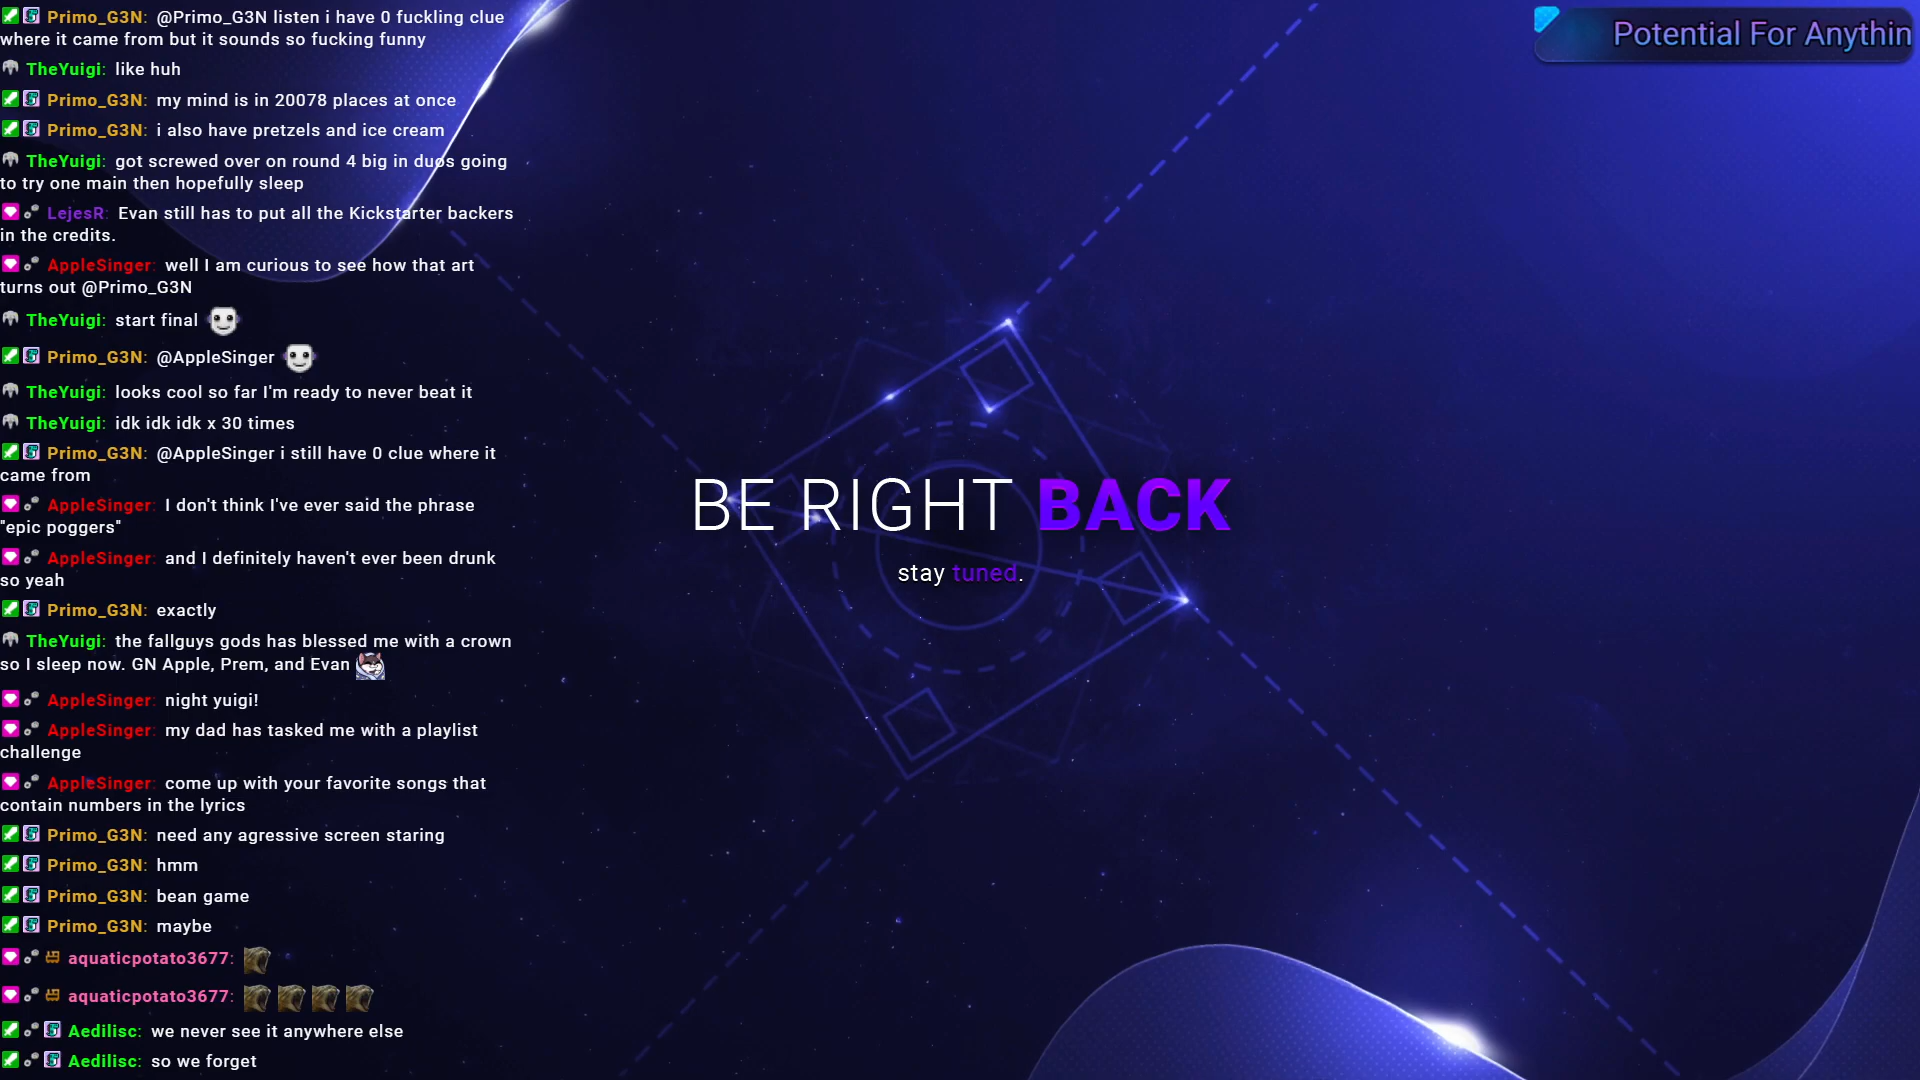 Primo_G3N: @Primo_G3N listen i have 0 fuckling clue
where it came from but it sounds so fucking funny
TheYuigi: like huh
Primo_G3N: my mind is in 20078 places at once
Primo_G3N: i also have pretzels and ice cream
TheYuigi: got screwed over on round 4 big in duos going
to try one main then hopefully sleep
LejesR: Evan still has to put all the Kickstarter backers
in the credits.
AppleSinger: well I am curious to see how that art
turns out @Primo_G3N
TheYuigi: start final
Primo_G3N: @AppleSinger
TheYuigi: looks cool so far I'm ready to never beat it
TheYuigi: idk idk idk x 30 times
Primo_G3N: @AppleSinger i still have 0 clue where it
came from
AppleSinger: I don't think I've ever said the phrase
"epic poggers"
AppleSinger: and I definitely haven't ever been drunk
so yeah
Primo_G3N: exactly
TheYuigi: the fallguys gods has blessed me with a crown
so I sleep now. GN Apple, Prem, and Evan
AppleSinger: night yuigi!
AppleSinger: my dad has tasked me with a playlist
challenge
AppleSinger: come up with your favorite songs that
contain numbers in the lyrics
Primo_G3N: need any agressive screen staring
Primo_G3N: hmm
Primo_G3N: bean game
Primo_G3N: maybe
aquaticpotato3677:
aquaticpotato3677:
Aedilisc: we never see it anywhere else
Aedilisc: so we forget
BE RIGHT BACK
stay tuned.
Potential For Anythin